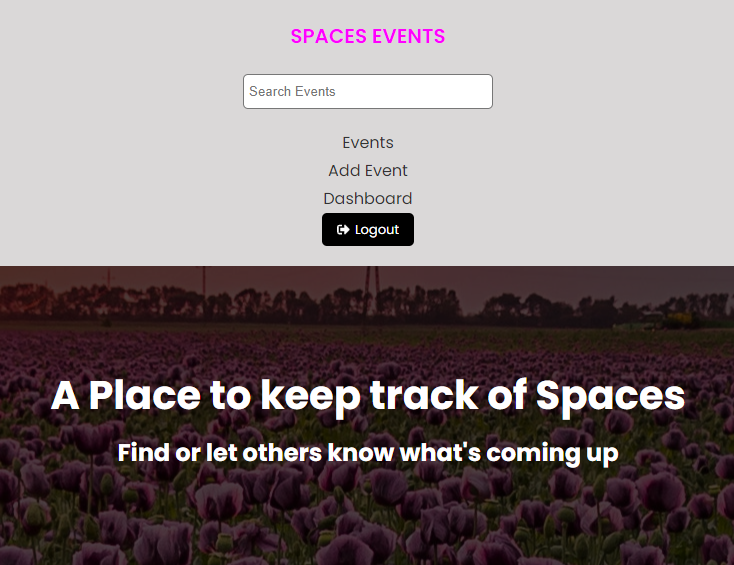 SPACES EVENTS
Search Events
Events
Add Event
Dashboard
Logout
A Place to keep track of Spaces
Find or let others know what's coming up